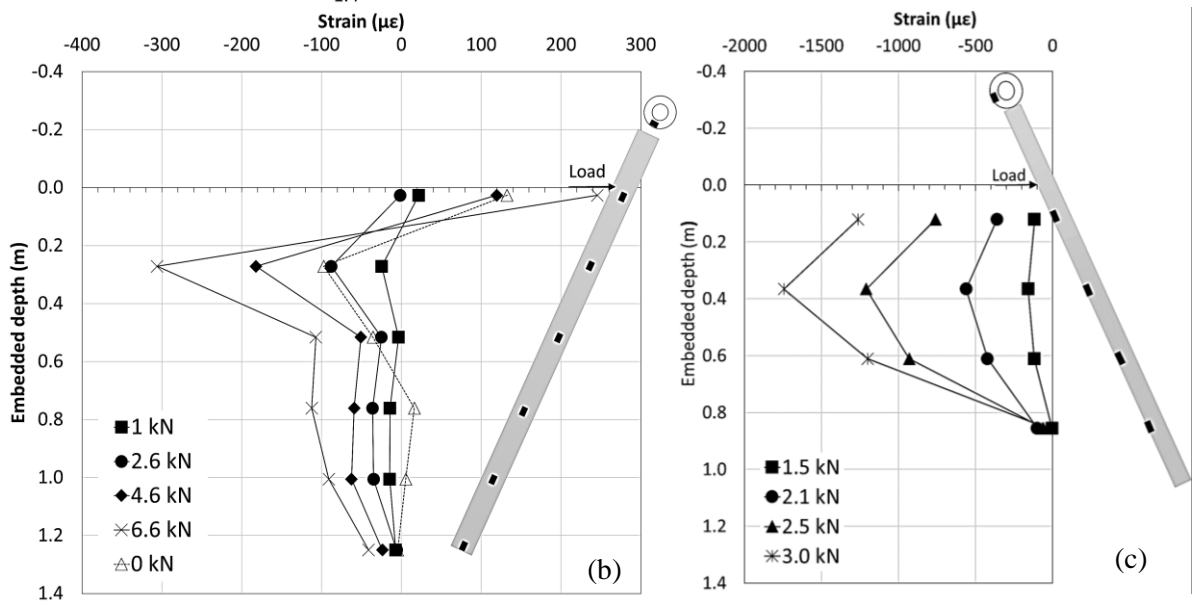 Strain (με)
-400 -300 -200 -100 0 100 200 300
-0.4
-0.2
0.0
0.2
0.4
0.6
0.8
1.0
1.2
1.4
Embedded depth (m)
Load
1 kN
2.6 kN
4.6 kN
6.6 kN
0 kN
(b)
Strain (με)
-2000 -1500 -1000 -500 0
-0.4
-0.2
0.0
0.2
0.4
0.6
0.8
1.0
1.2
1.4
Embedded depth (m)
Load
1.5 kN
2.1 kN
2.5 kN
3.0 kN
(c)